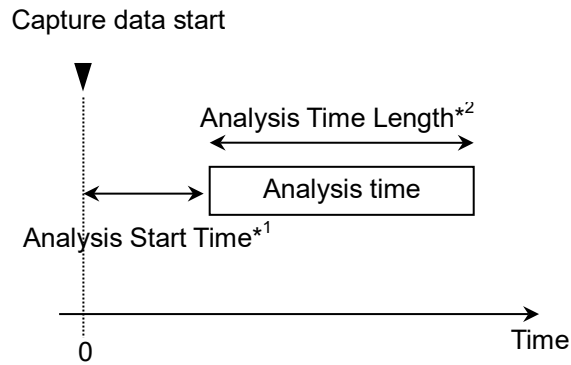 Capture data start
Analysis Time Length*2
Analysis time
Analysis Start Time*1
Time
0